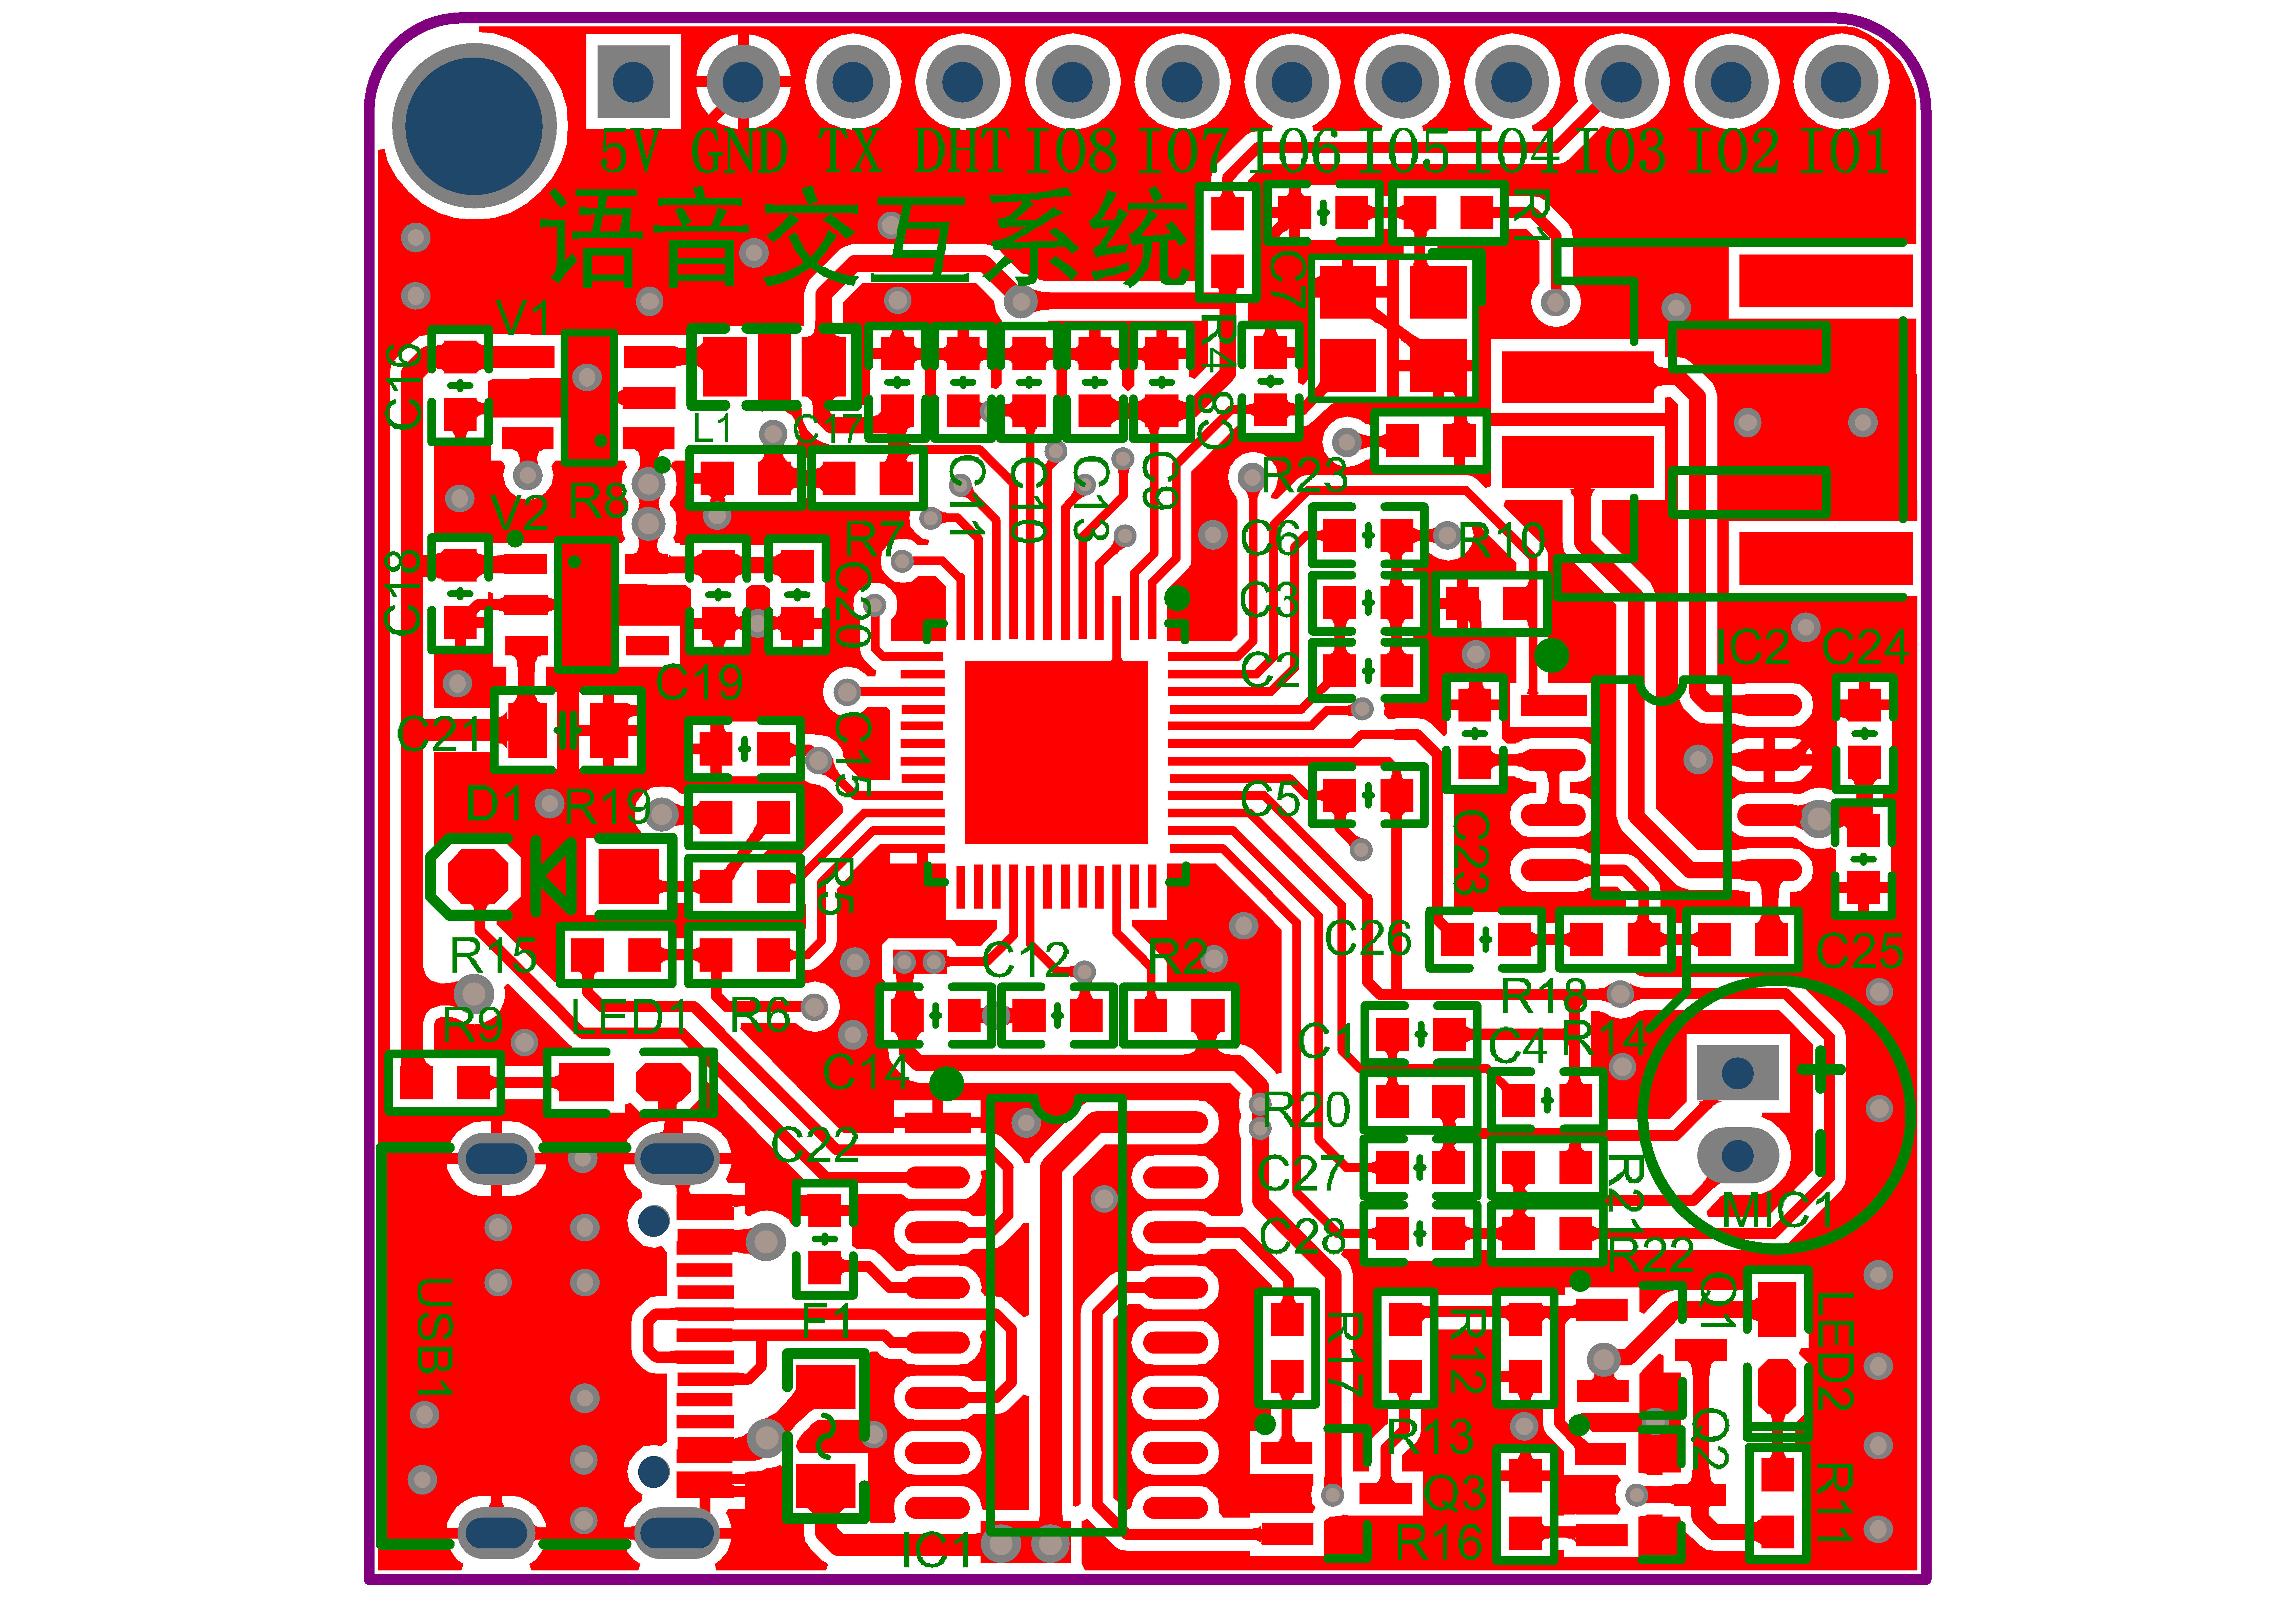 5V GND TX DHT IO8 IO7 IO6 IO5 IO4 IO3 IO2 IO1
语音交互系统
C7
V1
R4
C16
L1
C17
C8
R23
V2
R8
C11
C10
C13
C9
R7
C6
R10
C18
C20
C3
C19
C2
IC2
C24
C21
C15
D1
R19
C5
C23
R5
R15
C12
R2
C26
C25
R9
LED1
R6
R18
C14
C1
C4
R14
C22
R20
C27
R21
MIC1
C28
R22
USB1
F1
R17
R12
Q1
LED2
R13
Q2
Q3
R11
IC1
R16